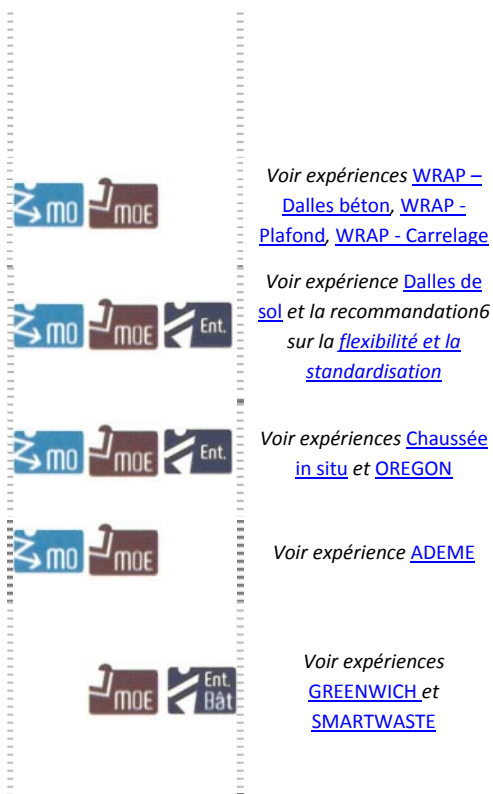 MO MOE
Voir expériences WRAP –
Dalles béton, WRAP -
Plafond, WRAP - Carrelage
MO MOE Ent.
Voir expérience Dalles de
sol et la recommandation6
sur la flexibilité et la
standardisation
MO MOE Ent.
Voir expériences Chaussée
in situ et OREGON
MO MOE
Voir expérience ADEME
MOE Ent.
Bât
Voir expériences
GREENWICH et
SMARTWASTE